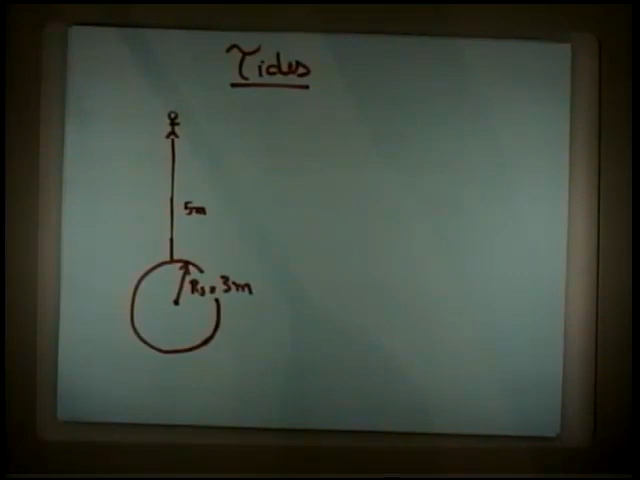 Tides
5m
Rs = 3m